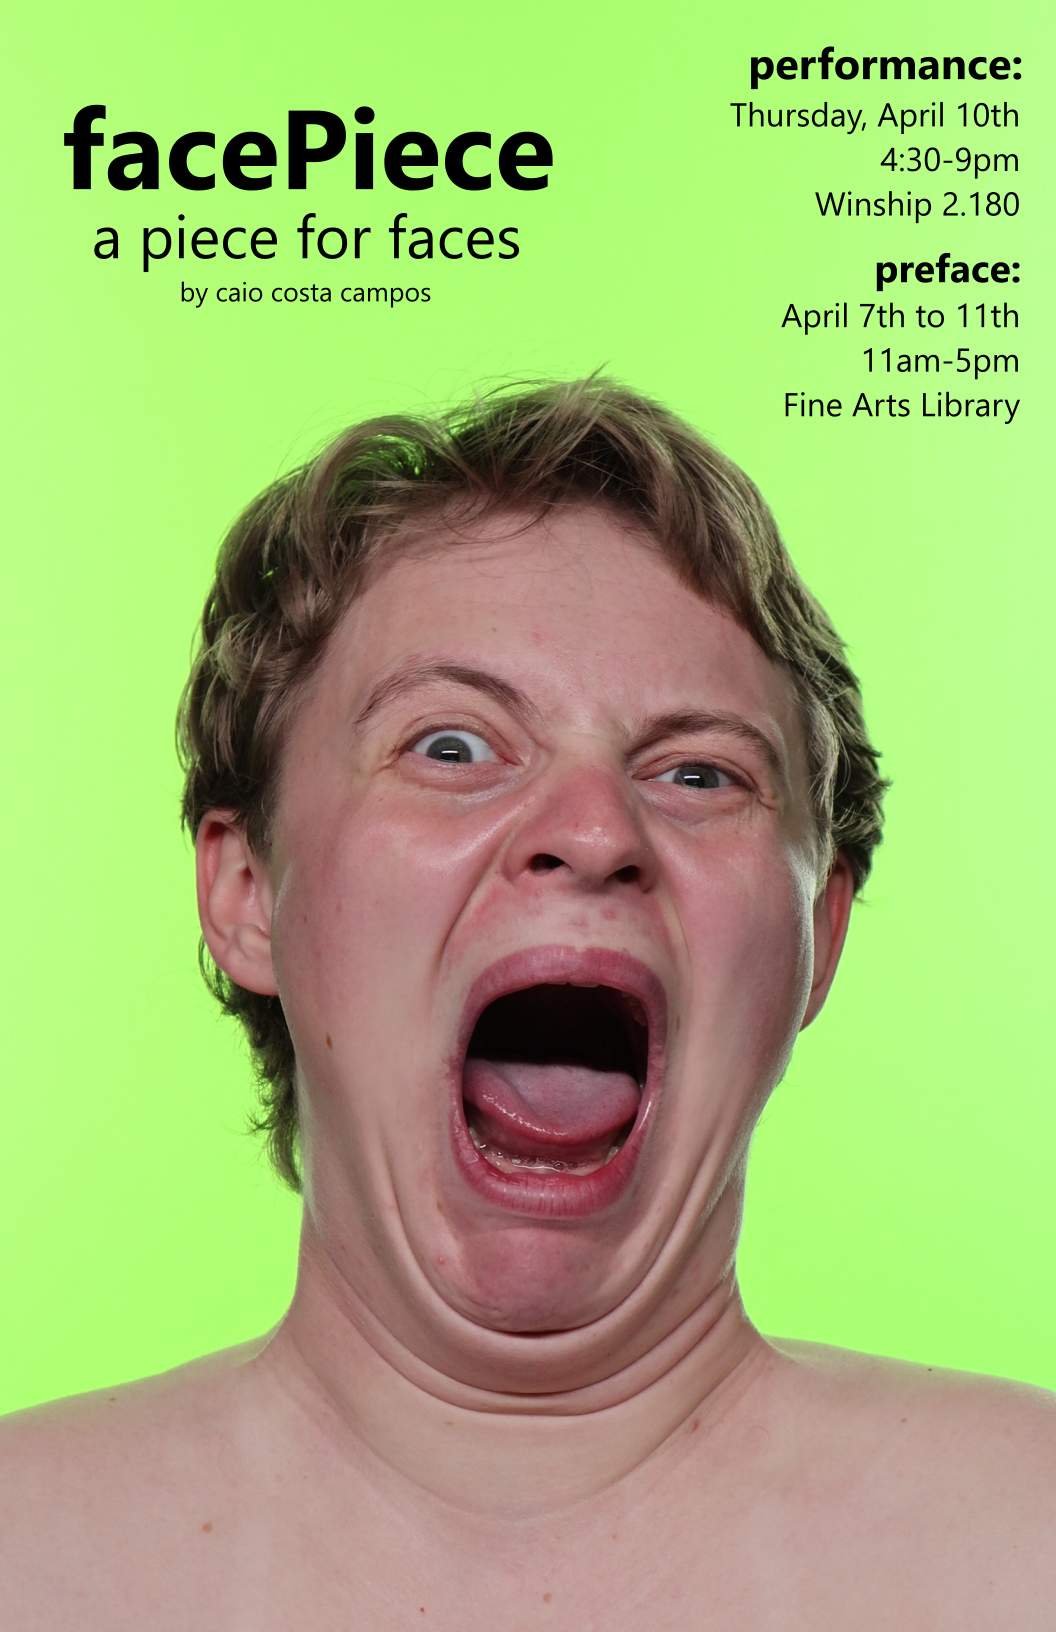 facePiece
a piece for faces
by caio costa campos
performance:
Thursday, April 10th
4:30-9pm
Winship 2.180
preface:
April 7th to 11th
11am-5pm
Fine Arts Library